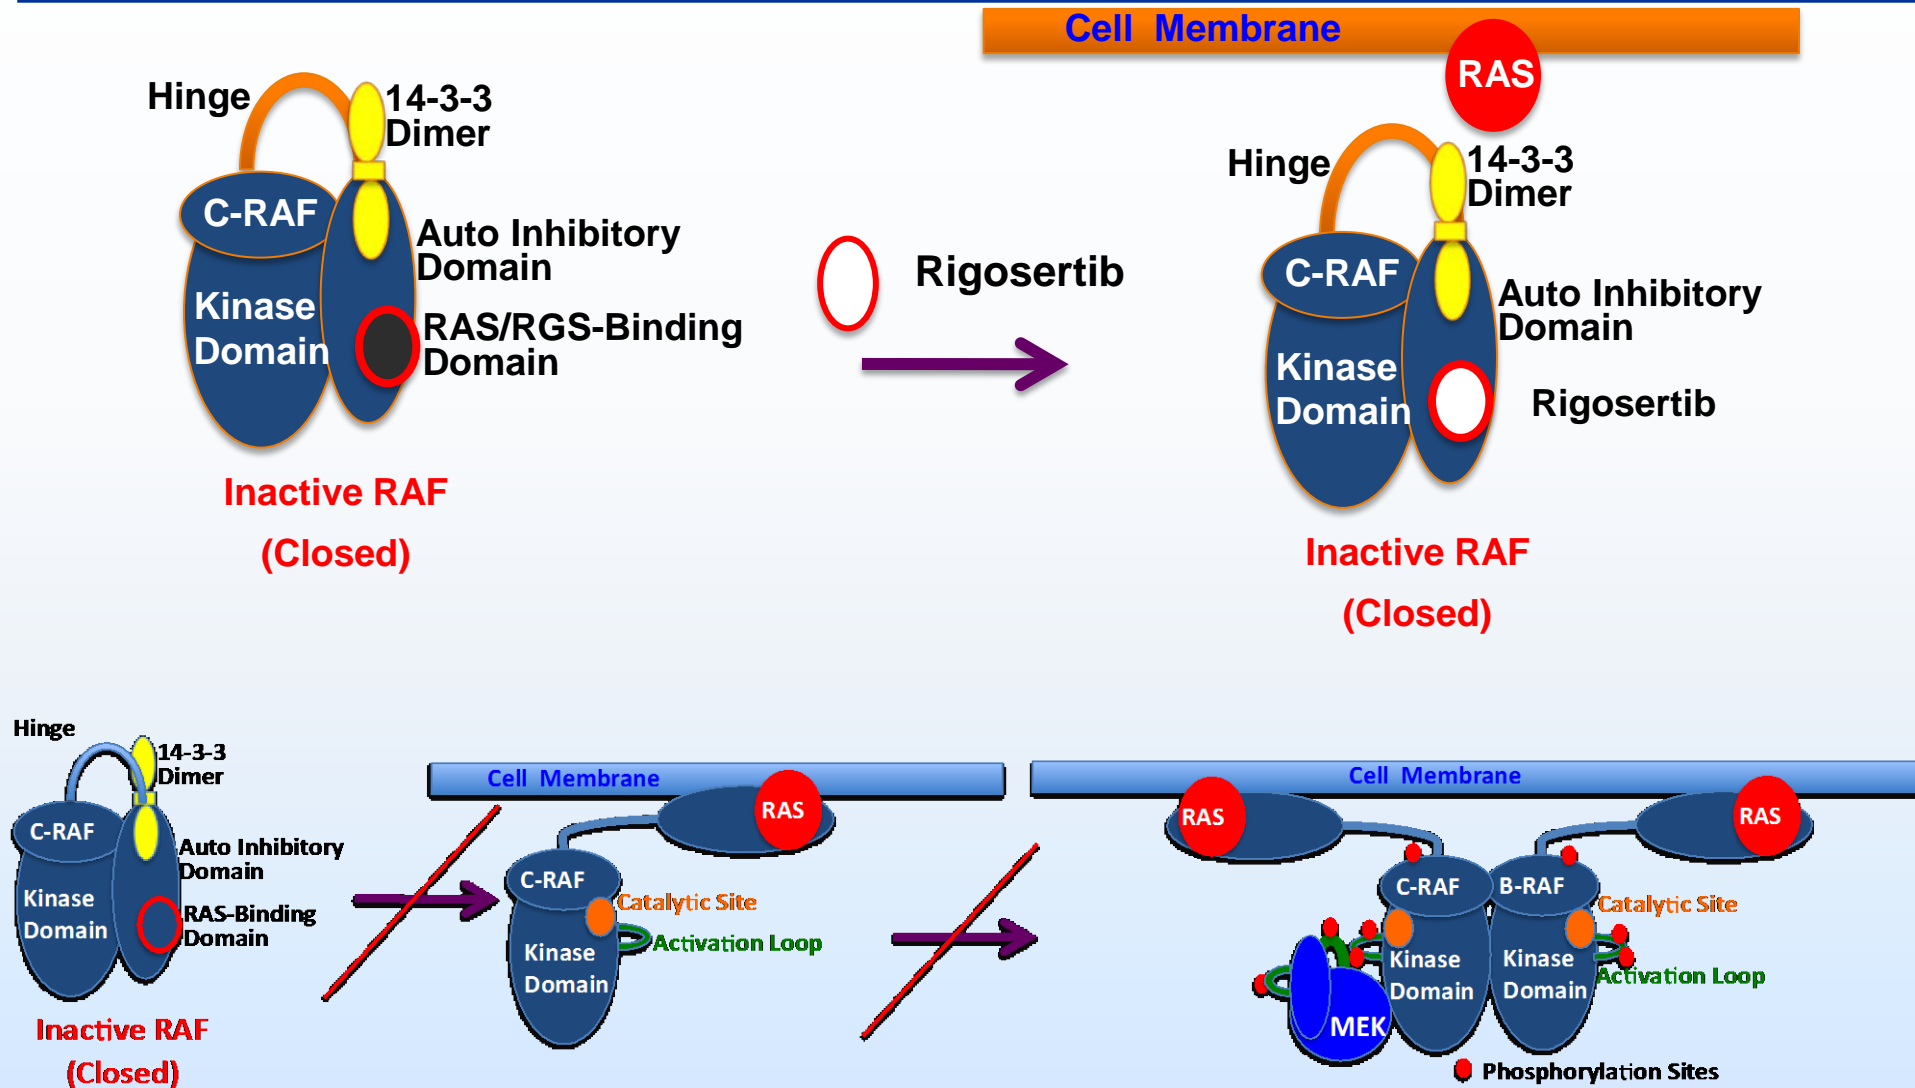 Cell Membrane
RAS
Hinge
14-3-3
Dimer
C-RAF
Auto Inhibitory
Domain
Kinase
Domain
RAS/RGS-Binding
Domain
Inactive RAF
(Closed)
Rigosertib
Hinge
14-3-3
Dimer
C-RAF
Auto Inhibitory
Domain
Kinase
Domain
Rigosertib
Inactive RAF
(Closed)
Hinge
14-3-3
Dimer
C-RAF
Auto Inhibitory
Domain
Kinase
Domain
RAS-Binding
Domain
Inactive RAF
(Closed)
Cell Membrane
RAS
C-RAF
Catalytic Site
Activation Loop
Kinase
Domain
Cell Membrane
RAS
RAS
C-RAF
B-RAF
Catalytic Site
Kinase
Domain
Kinase
Domain
Activation Loop
MEK
Phosphorylation Sites